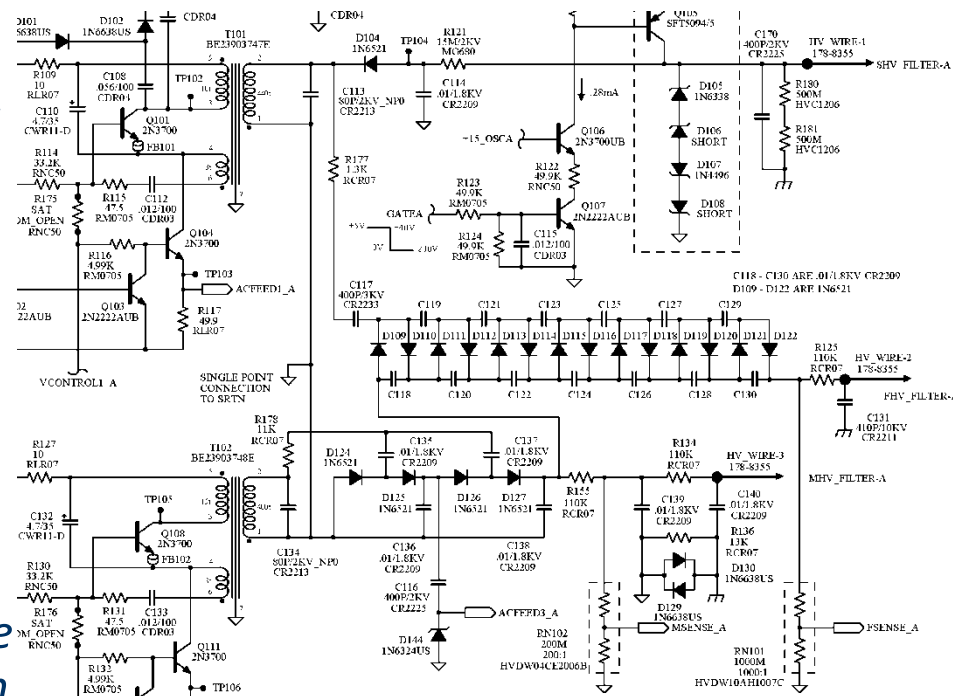 D101
1N6638US
D102
1N6638US
CDR04
CDR04
T101
BE23903747E
R109
10
RLR07
C108
.056/100
CDR04
TP102
C110
4.7/35
CWR11-D
Q101
2N3700
FB101
R114
33.2K
RNC50
R175
SAT
OM_OPEN
RNC50
R115
47.5
RM0705
C112
.012/100
CDR03
Q104
2N3700
R116
4.99K
RM0705
TP103
ACFEED1_A
Q103
2N2222AUB
2222AUB
R117
49.9
RLR07
VCONTROL1_A
D104
1N6521
TP104
R121
15M/2KV
MG680
C113
80P/2KV_NP0
CR2213
C114
.01/1.8KV
CR2209
R177
1.3K
RCR07
Q105
SFT5094/5
.28mA
Q106
2N3700UB
~15_OSCA
R122
49.9K
RNC50
R123
49.9K
RM0705
GATEA
+5V
0V
R124
49.9K
RM0705
C115
.012/100
CDR03
Q107
2N2222AUB
D105
1N6338
D106
SHORT
D107
1N4496
D108
SHORT
C170
400P/2KV
CR2225
HV_WIRE-1
178-8355
SHV_FILTER-A
R180
500M
HVC1206
R181
500M
HVC1206
C118 - C130 ARE .01/1.8KV CR2209
D109 - D122 ARE 1N6521
C117
400P/3KV
CR2233
C119
C121
C123
C125
C127
C129
D109
D110
D111
D112
D113
D114
D115
D116
D117
D118
D119
D120
D121
D122
C118
C120
C122
C124
C126
C128
C130
R125
110K
RCR07
HV_WIRE-2
178-8355
FHV_FILTER-A
C131
410P/10KV
CR2211
SINGLE POINT
CONNECTION
TO SRTN
R127
10
RLR07
T102
BE23903748E
R178
11K
RCR07
TP105
C132
4.7/35
CWR11-D
Q108
2N3700
FB102
R130
33.2K
RNC50
R176
SAT
OM_OPEN
RNC50
R131
47.5
RM0705
C133
.012/100
CDR03
Q111
2N3700
R132
4.99K
RM0705
TP106
D124
1N6521
C135
.01/1.8KV
CR2209
C137
.01/1.8KV
CR2209
D125
1N6521
D126
1N6521
D127
1N6521
C134
80P/2KV_NP0
CR2213
C136
.01/1.8KV
CR2209
C138
.01/1.8KV
CR2209
C116
400P/2KV
CR2225
ACFEED3_A
D144
1N6324US
R155
110K
RCR07
R134
110K
RCR07
HV_WIRE-3
178-8355
MHV_FILTER-A
C139
.01/1.8KV
CR2209
C140
.01/1.8KV
CR2209
R136
13K
RCR07
D130
1N6638US
D129
1N6638US
RN102
200M
200:1
HVDW04CE2006B
MSENSE_A
FSENSE_A
RN101
1000M
1000:1
HVDW10AH1007C